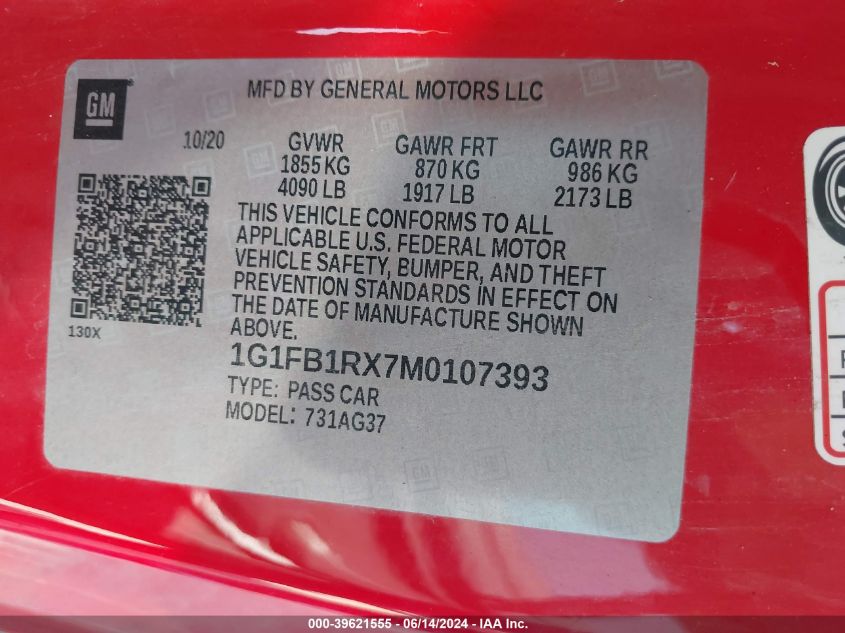 GM
MFD BY GENERAL MOTORS LLC
10/20 GVWR GAWR FRT GAWR RR
1855 KG 870 KG 986 KG
4090 LB 1917 LB 2173 LB
THIS VEHICLE CONFORMS TO ALL
APPLICABLE U.S. FEDERAL MOTOR
VEHICLE SAFETY, BUMPER, AND THEFT
PREVENTION STANDARDS IN EFFECT ON
THE DATE OF MANUFACTURE SHOWN
ABOVE.
130X
1G1FB1RX7M0107393
TYPE: PASS CAR
MODEL: 731AG37
000-39621555 - 06/14/2024 - IAA Inc.